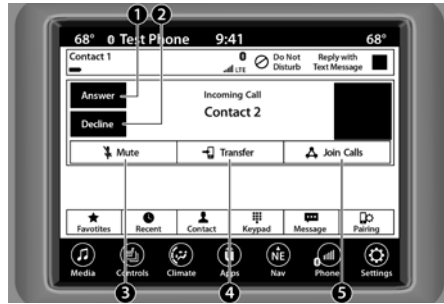 1 2
68° Test Phone 9:41 68°
Contact 1 LTE Do Not Disturb Reply with Text Message
Answer
Incoming Call
Contact 2
Decline
Mute Transfer Join Calls
Favotites Recent Contact Keypad Message Pairing
Media Controls Climate Apps Nav Phone Settings
NE
3 4 5